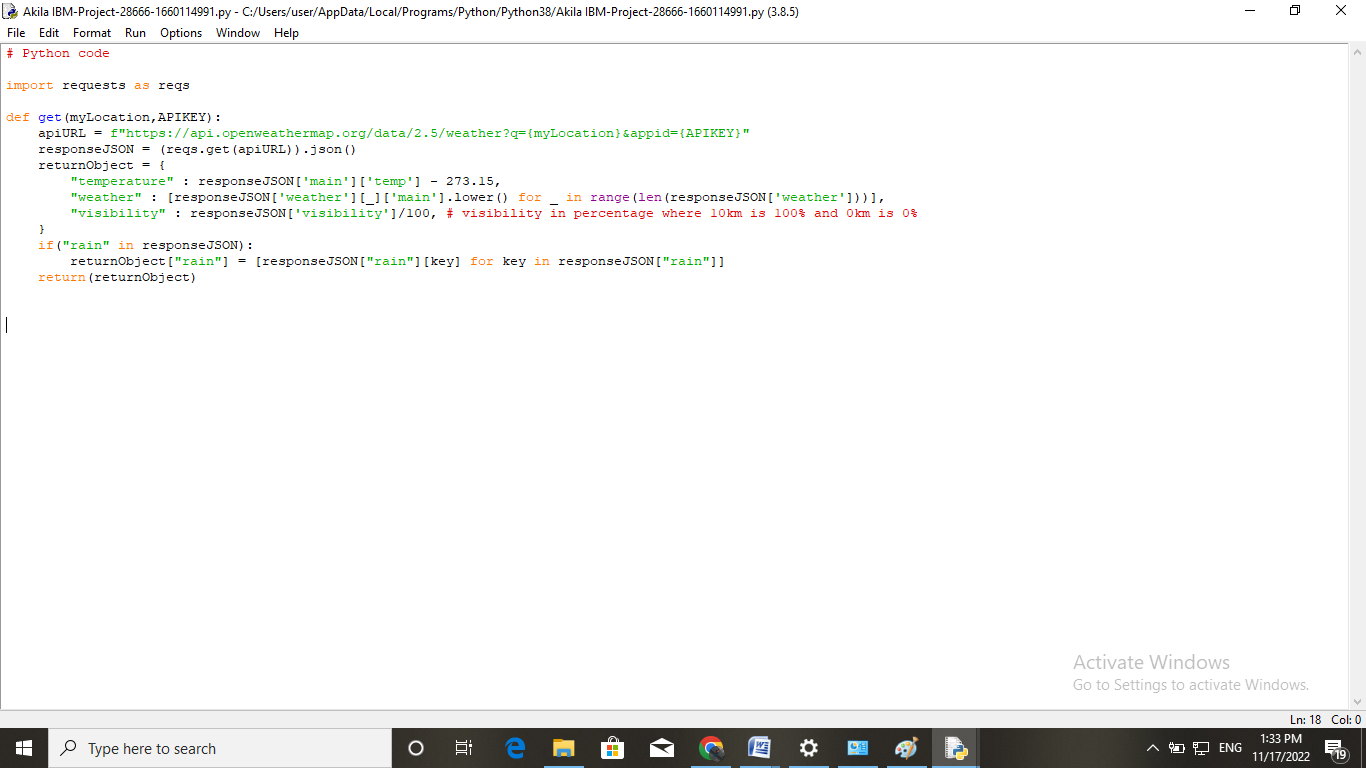 Akila IBM-Project-28666-1660114991.py - C:/Users/user/AppData/Local/Programs/Python/Python38/Akila IBM-Project-28666-1660114991.py (3.8.5)
File Edit Format Run Options Window Help
# Python code
import requests as reqs
def get(myLocation,APIKEY):
    apiURL = f"https://api.openweathermap.org/data/2.5/weather?q={myLocation}&appid={APIKEY}"
    responseJSON = (reqs.get(apiURL)).json()
    returnObject = {
        "temperature" : responseJSON['main']['temp'] - 273.15,
        "weather" : [responseJSON['weather'][_]['main'].lower() for _ in range(len(responseJSON['weather']))],
        "visibility" : responseJSON['visibility']/100, # visibility in percentage where 10km is 100% and 0km is 0%
    }
    if("rain" in responseJSON):
        returnObject["rain"] = [responseJSON["rain"][key] for key in responseJSON["rain"]]
    return(returnObject)
Activate Windows
Go to Settings to activate Windows.
Ln: 18 Col: 0
Type here to search
ENG
1:33 PM
11/17/2022
19